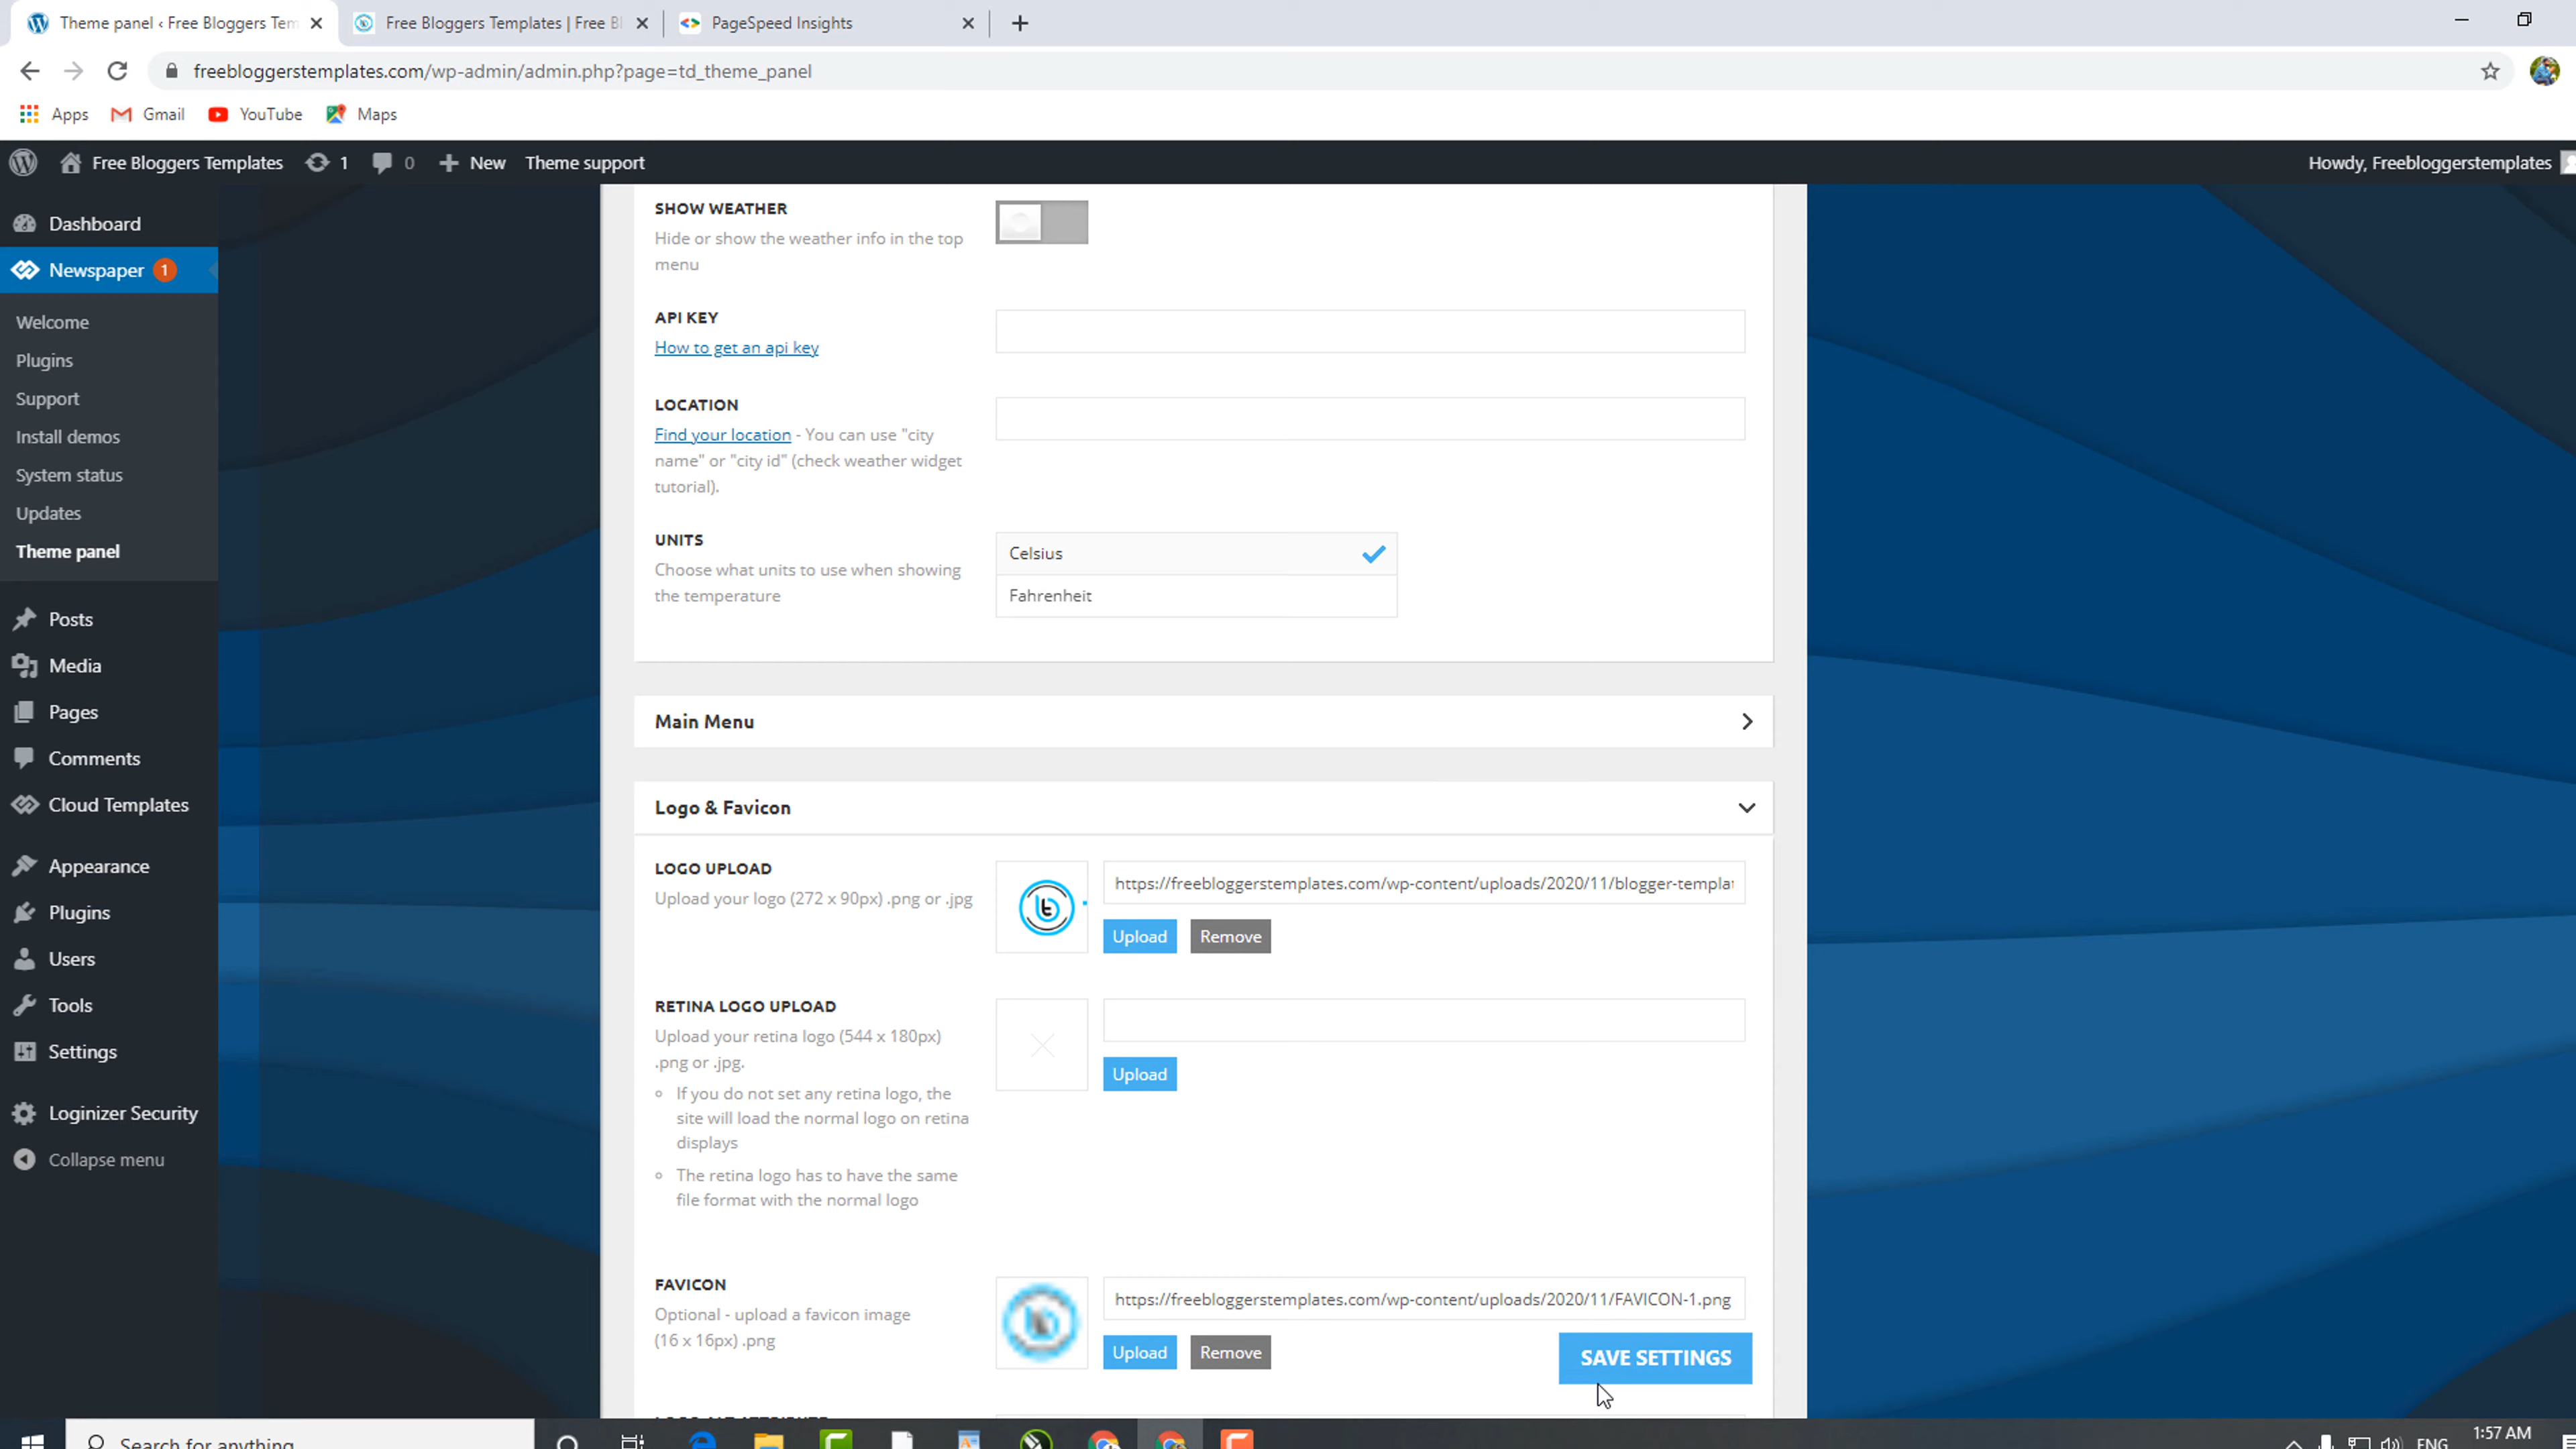 Theme panel ‹ Free Bloggers Tem
Free Bloggers Templates | Free Bl
PageSpeed Insights
freebloggerstemplates.com/wp-admin/admin.php?page=td_theme_panel
Apps Gmail YouTube Maps
Free Bloggers Templates 1 0 New Theme support
Howdy, Freebloggerstemplates
Dashboard
Newspaper 1
Welcome
Plugins
Support
Install demos
System status
Updates
Theme panel
Posts
Media
Pages
Comments
Cloud Templates
Appearance
Plugins
Users
Tools
Settings
Loginizer Security
Collapse menu
SHOW WEATHER
Hide or show the weather info in the top
menu
API KEY
How to get an api key
LOCATION
Find your location - You can use "city
name" or "city id" (check weather widget
tutorial).
UNITS
Choose what units to use when showing
the temperature
Celsius
Fahrenheit
Main Menu
Logo & Favicon
LOGO UPLOAD
Upload your logo (272 x 90px) .png or .jpg
https://freebloggerstemplates.com/wp-content/uploads/2020/11/blogger-templat
Upload Remove
RETINA LOGO UPLOAD
Upload your retina logo (544 x 180px)
.png or .jpg.
If you do not set any retina logo, the
site will load the normal logo on retina
displays
The retina logo has to have the same
file format with the normal logo
Upload
FAVICON
Optional - upload a favicon image
(16 x 16px) .png
https://freebloggerstemplates.com/wp-content/uploads/2020/11/FAVICON-1.png
Upload Remove
SAVE SETTINGS
Search for anything
ENG
1:57 AM